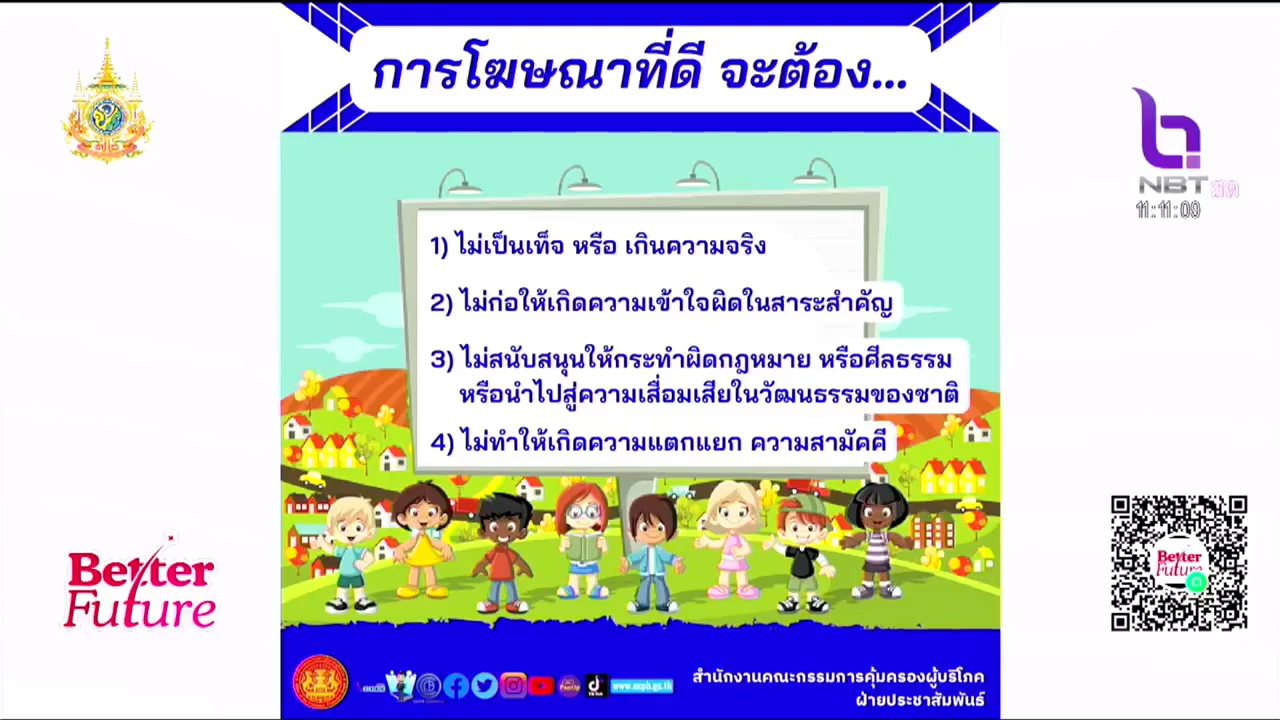 การโฆษณาที่ดี จะต้อง...
NBT สด
11:11:09
1) ไม่เป็นเท็จ หรือ เกินความจริง
2) ไม่ก่อให้เกิดความเข้าใจผิดในสาระสำคัญ
3) ไม่สนับสนุนให้กระทำผิดกฎหมาย หรือศีลธรรม
หรือนำไปสู่ความเสื่อมเสียในวัฒนธรรมของชาติ
4) ไม่ทำให้เกิดความแตกแยก ความสามัคคี
Better
Future
Better
Future
www.ocpb.go.th
สำนักงานคณะกรรมการคุ้มครองผู้บริโภค
ฝ่ายประชาสัมพันธ์